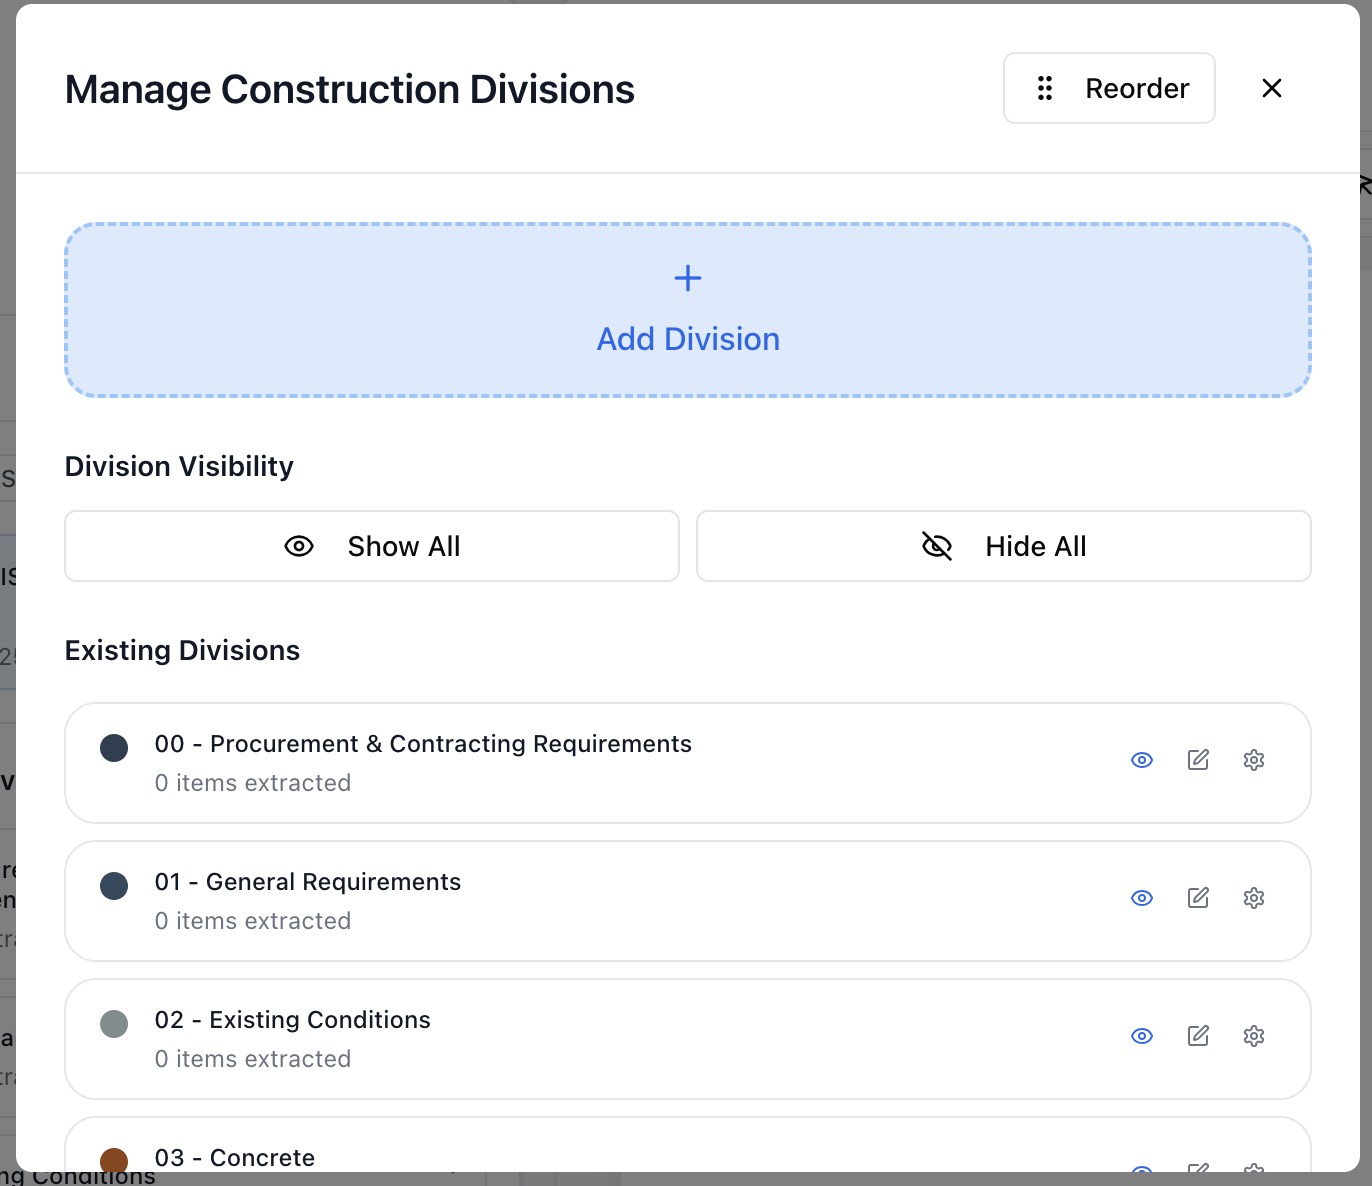 Manage Construction Divisions
Reorder
Add Division
Division Visibility
Show All
Hide All
Existing Divisions
00 - Procurement & Contracting Requirements
0 items extracted
01 - General Requirements
0 items extracted
02 - Existing Conditions
0 items extracted
03 - Concrete
ng Conditions